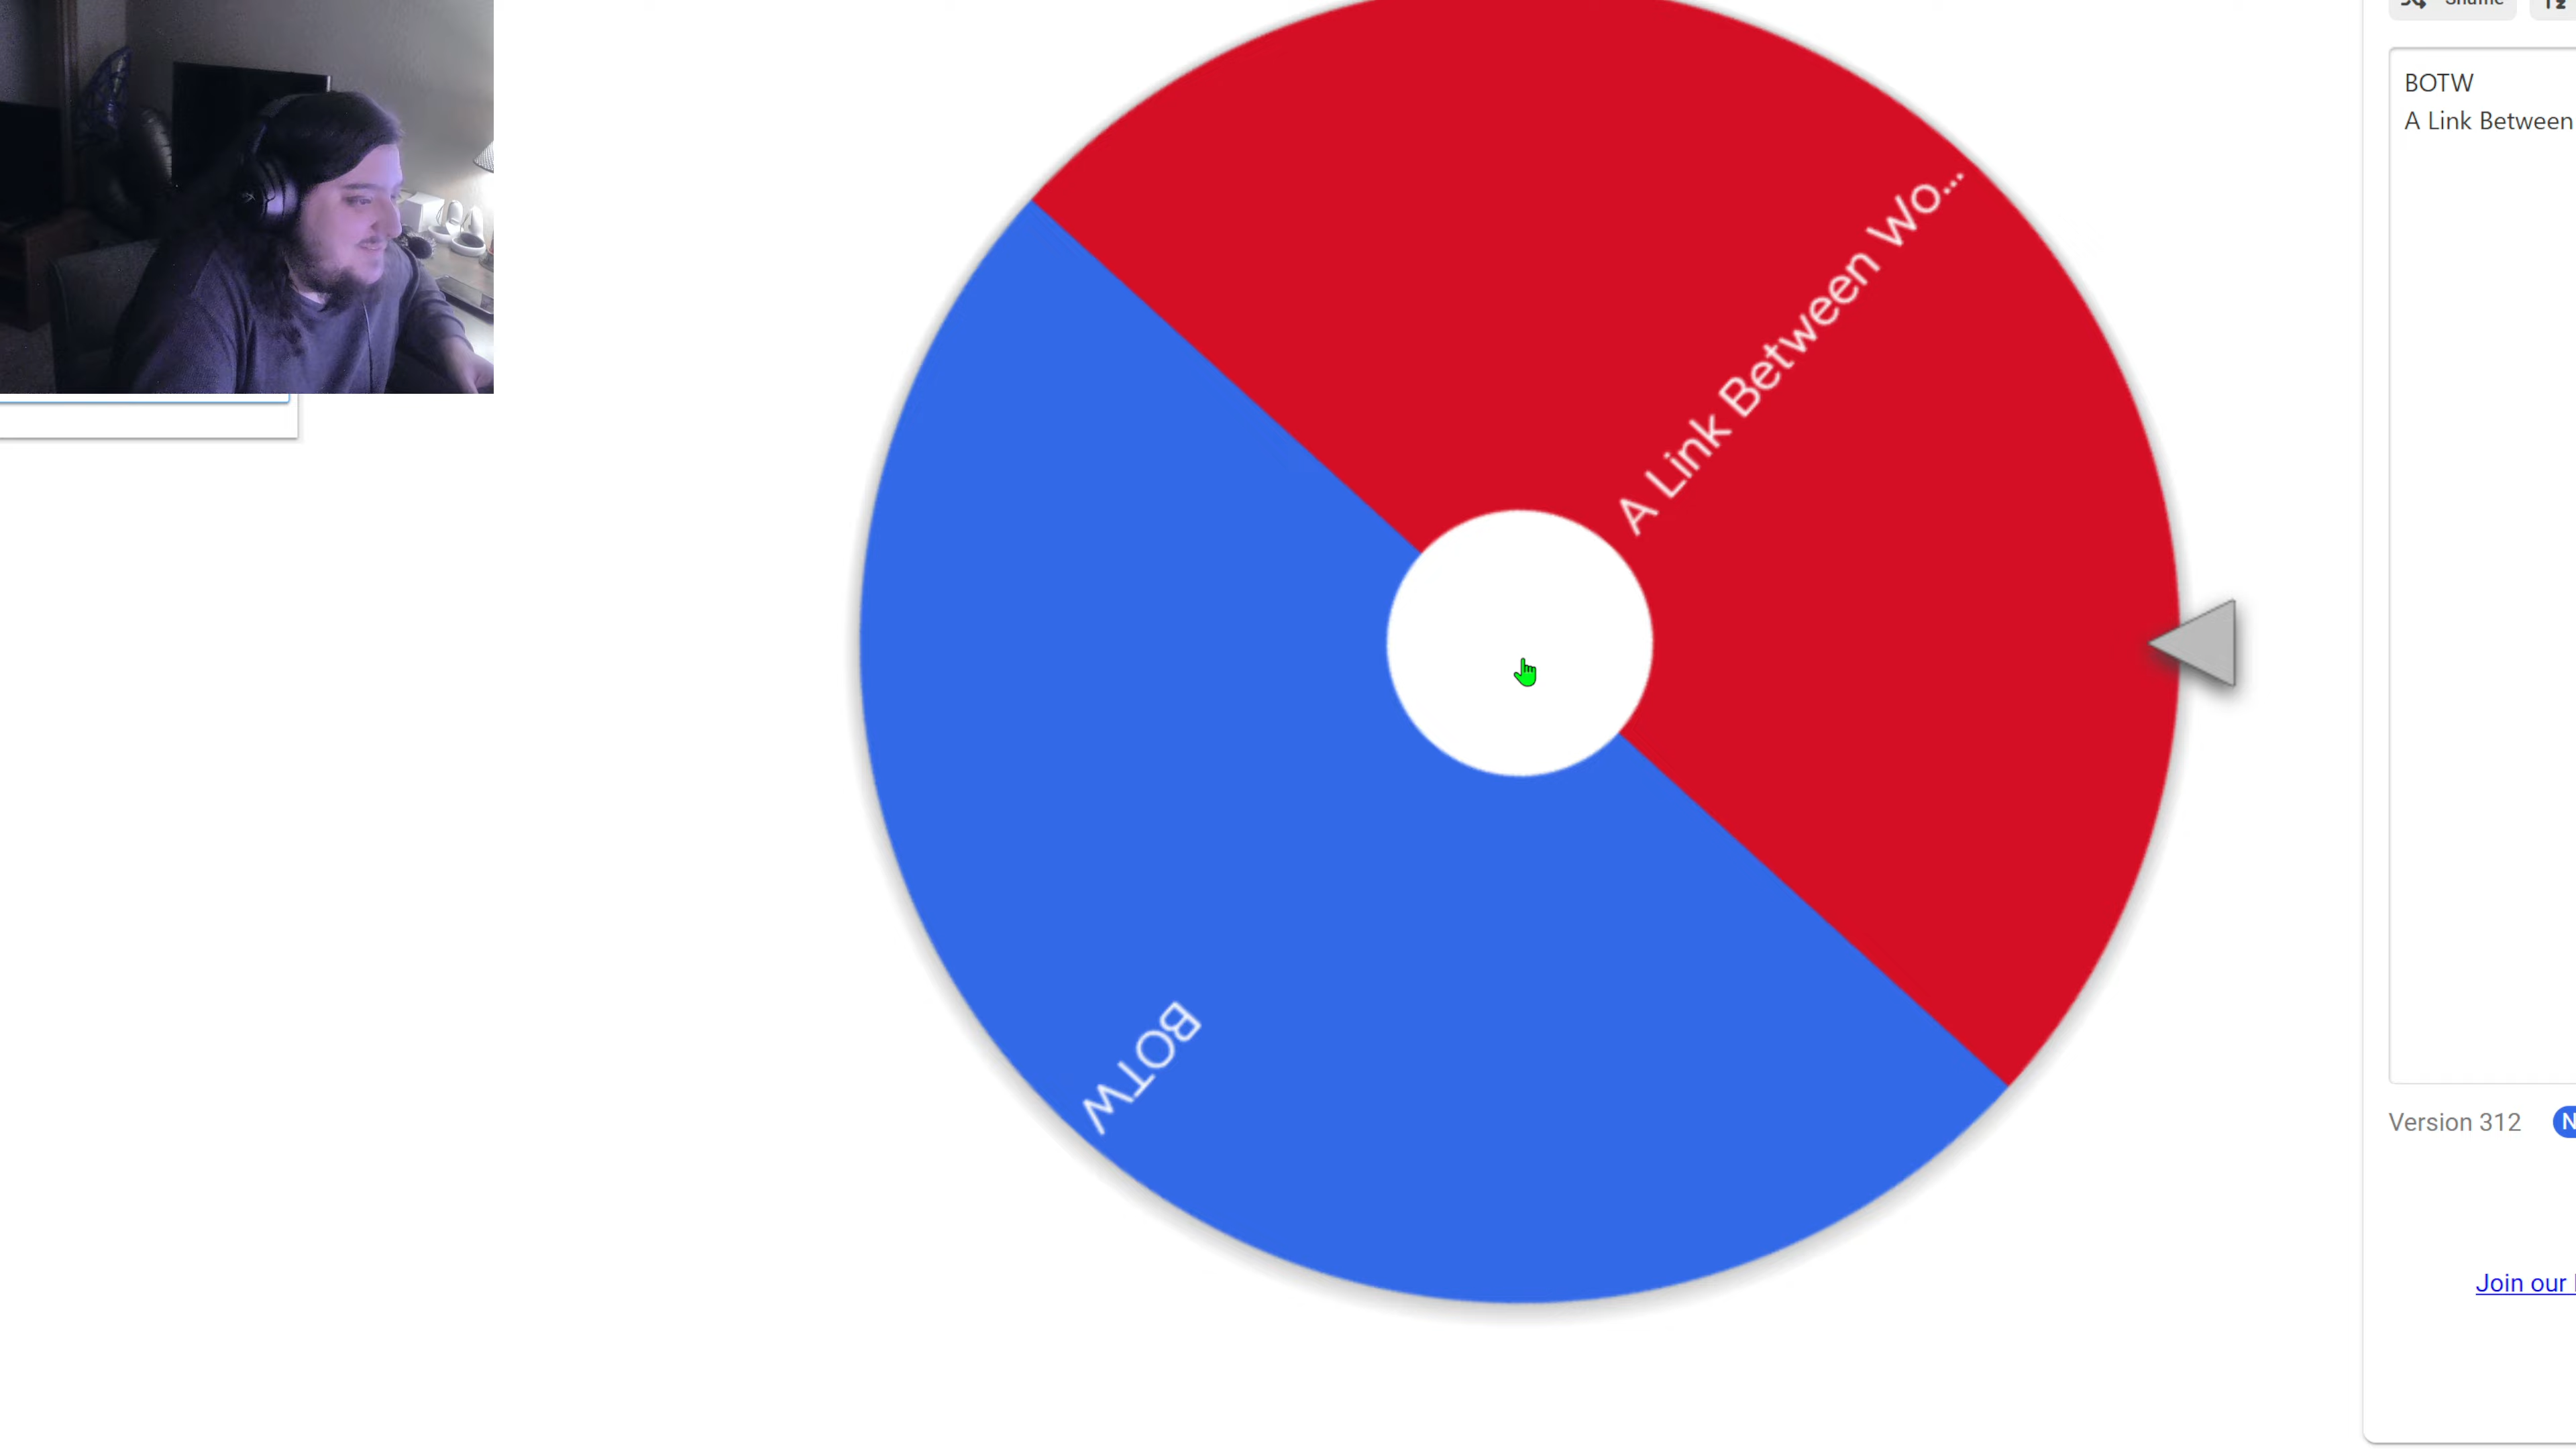 BOTW
A Link Between
A Link Between Wo...
BOTW
Version 312
Join our